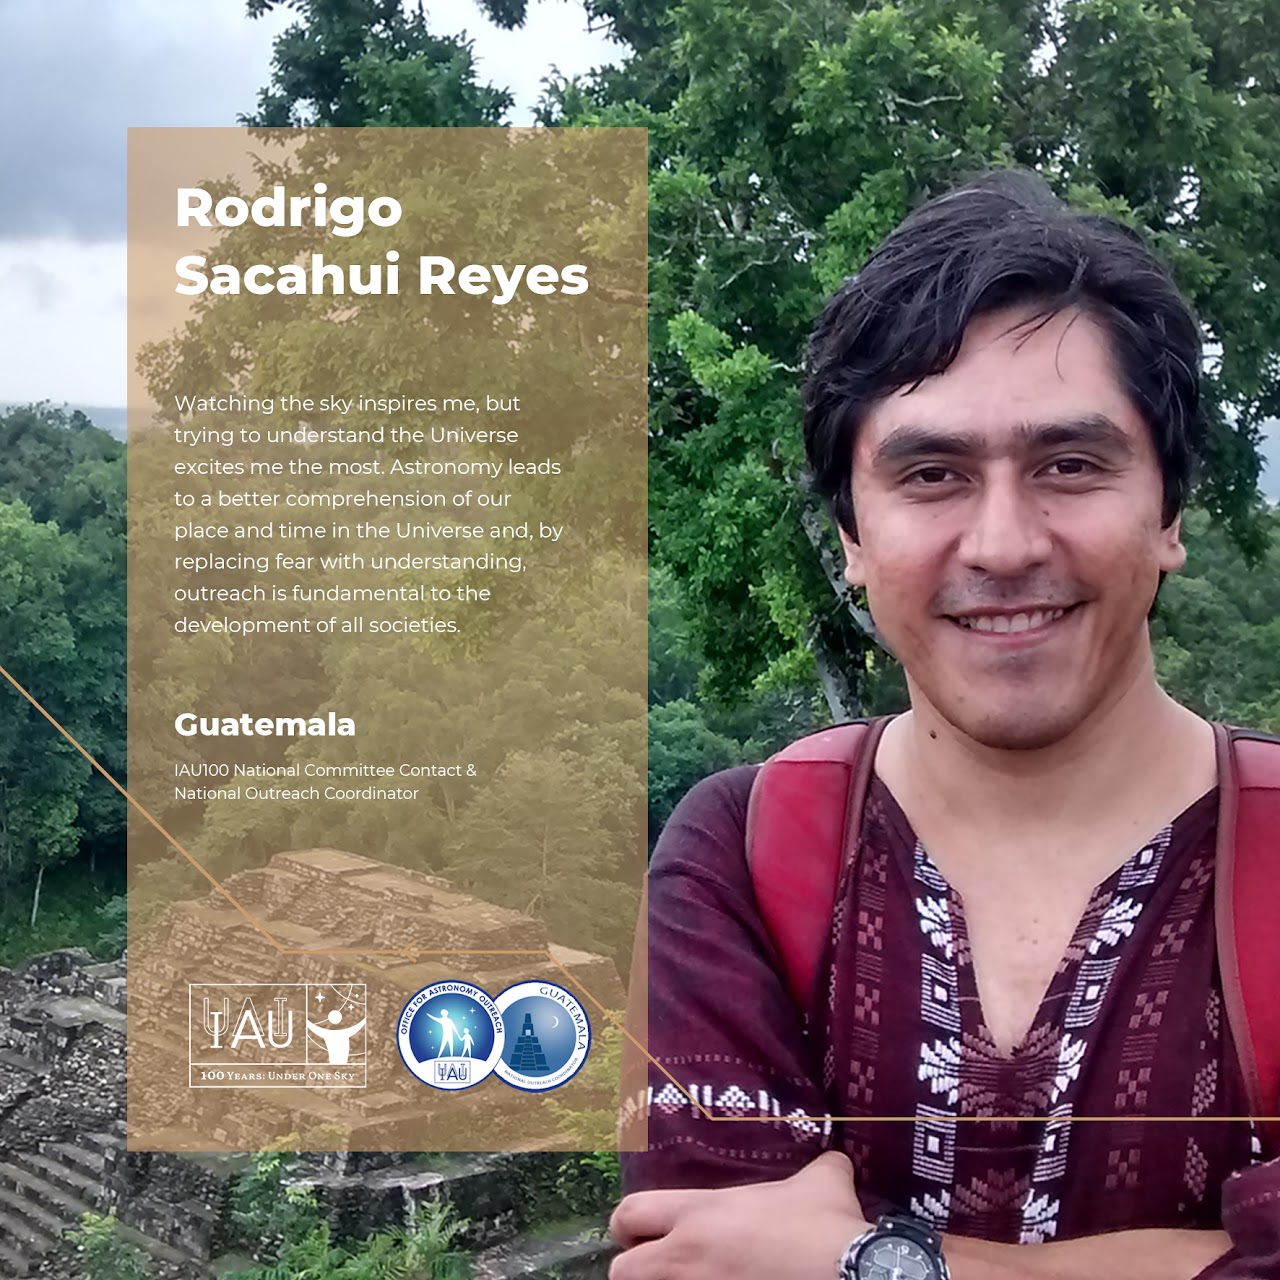 Rodrigo
Sacahui Reyes
Watching the sky inspires me, but
trying to understand the Universe
excites me the most. Astronomy leads
to a better comprehension of our
place and time in the Universe and, by
replacing fear with understanding,
outreach is fundamental to the
development of all societies.
Guatemala
IAU100 National Committee Contact &
National Outreach Coordinator
IAU
100 Years: Under One Sky
OFFICE FOR ASTRONOMY OUTREACH
IAU
GUATEMALA
NATIONAL OUTREACH COORDINATOR